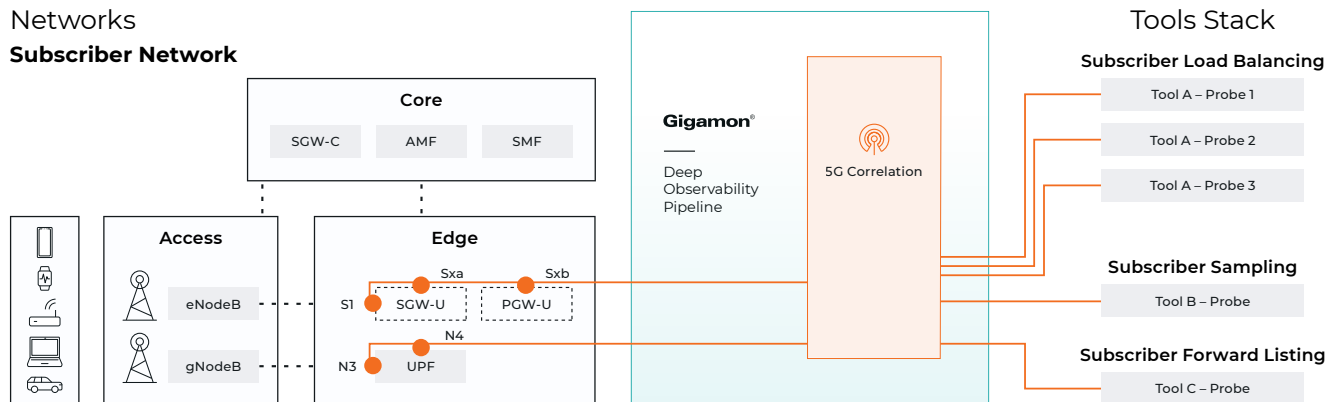 Networks
Subscriber Network
Core
SGW-C
AMF
SMF
Access
eNodeB
gNodeB
Edge
Sxa
Sxb
S1
SGW-U
PGW-U
N4
N3
UPF
Gigamon®
Deep
Observability
Pipeline
5G Correlation
Tools Stack
Subscriber Load Balancing
Tool A – Probe 1
Tool A – Probe 2
Tool A – Probe 3
Subscriber Sampling
Tool B – Probe
Subscriber Forward Listing
Tool C – Probe